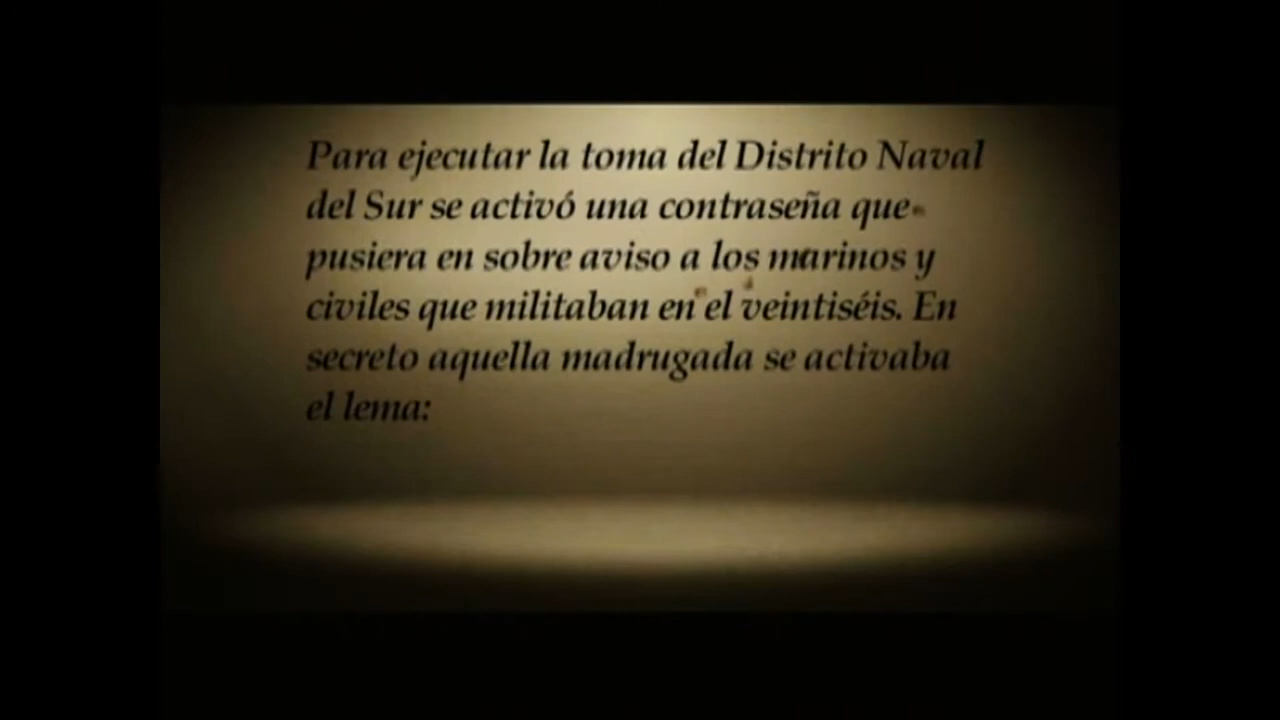 Para ejecutar la toma del Distrito Naval
del Sur se activó una contraseña que
pusiera en sobre aviso a los marinos y
civiles que militaban en el veintiséis. En
secreto aquella madrugada se activaba
el lema: